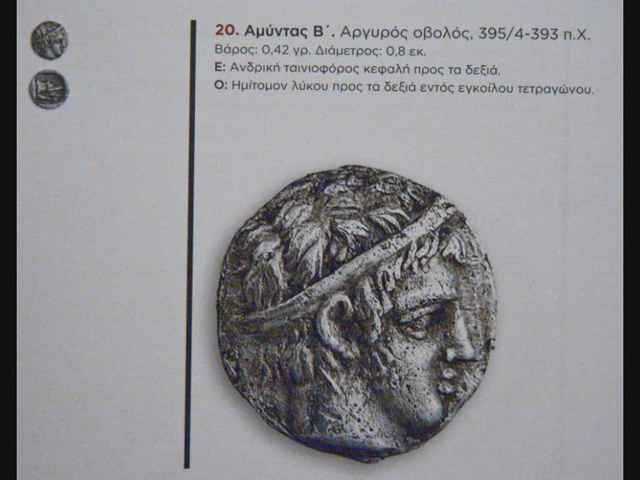 20. Αμύντας Β΄. Αργυρός οβολός, 395/4-393 π.Χ.
Βάρος: 0,42 γρ. Διάμετρος: 0,8 εκ.
Ε: Ανδρική ταινιοφόρος κεφαλή προς τα δεξιά.
Ο: Ημίτομον λύκου προς τα δεξιά εντός εγκοίλου τετραγώνου.